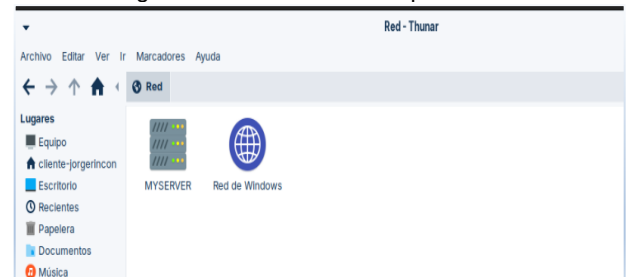 Red - Thunar
Archivo Editar Ver Ir Marcadores Ayuda
Red
Lugares
Equipo
cliente-jorgerincon
Escritorio
Recientes
Papelera
Documentos
Música
MYSERVER Red de Windows